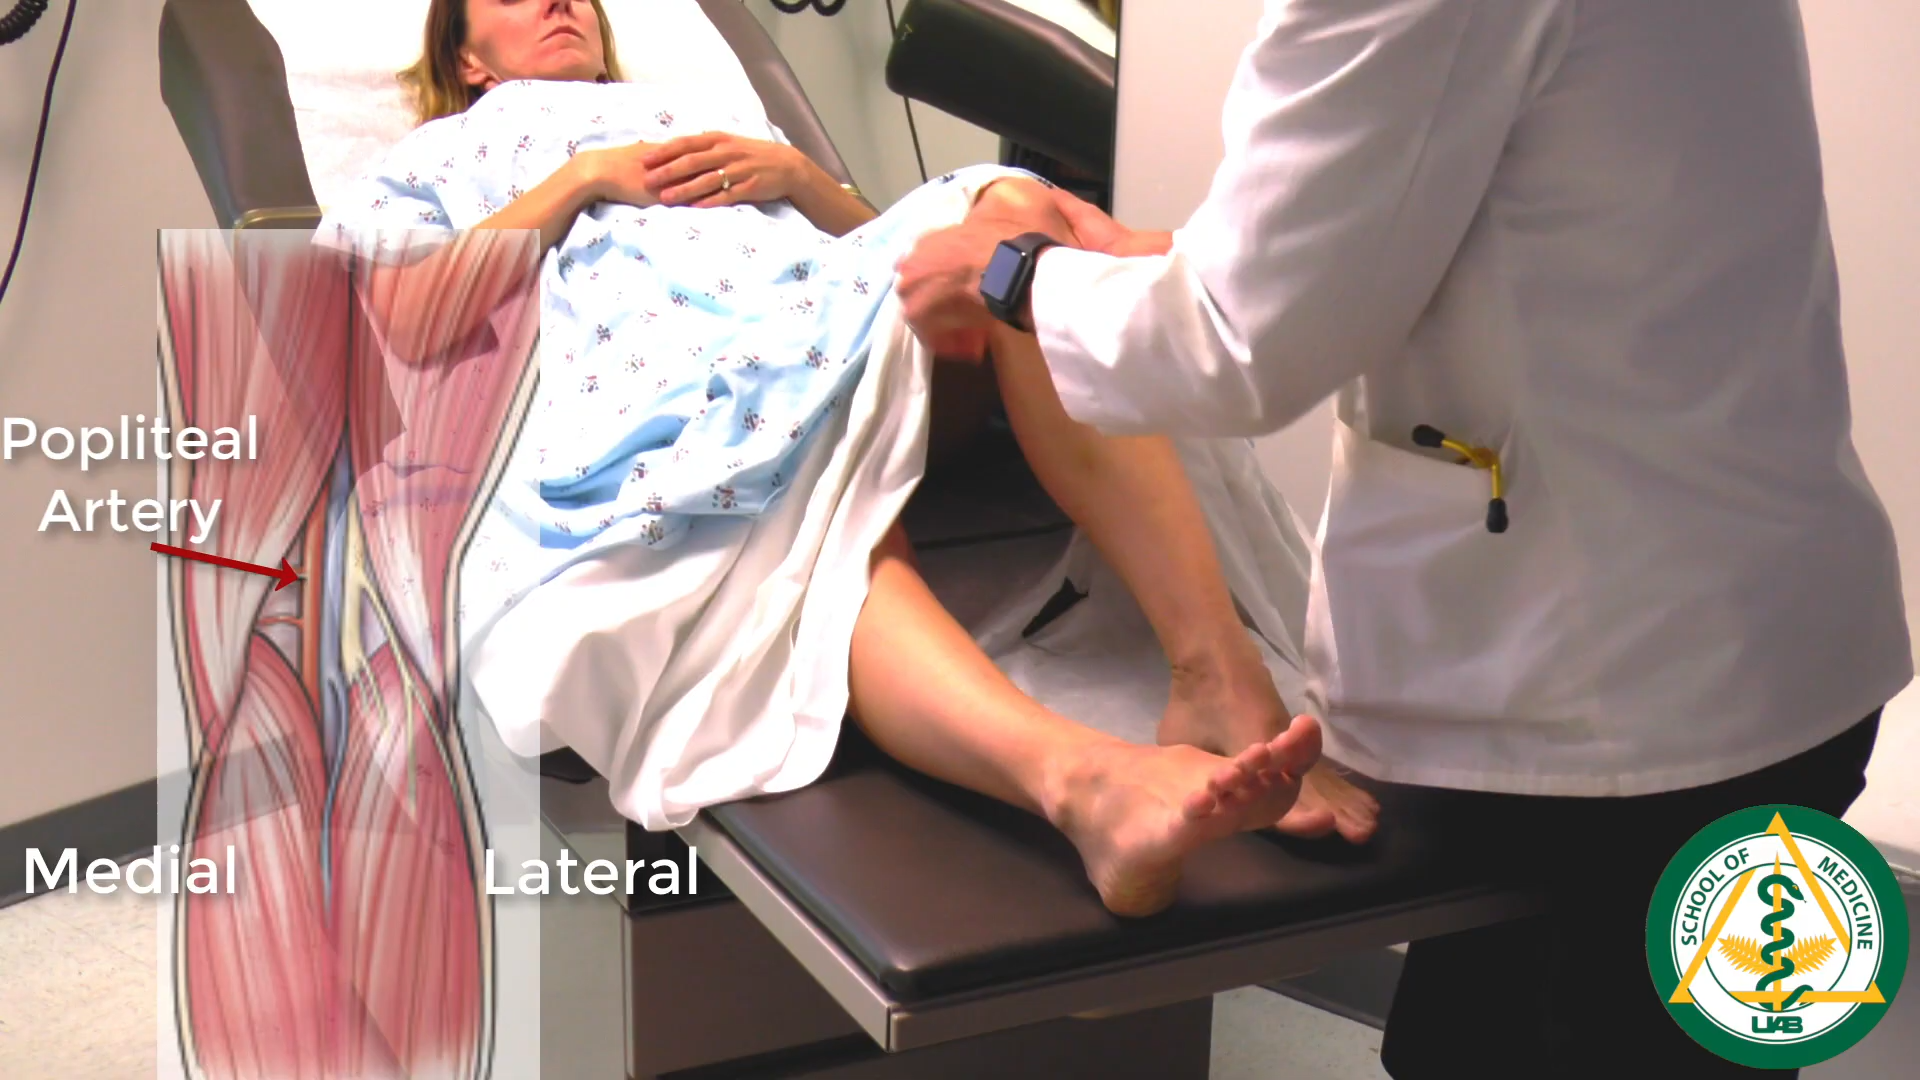 Popliteal
Artery
Medial
Lateral
SCHOOL OF MEDICINE
UAB